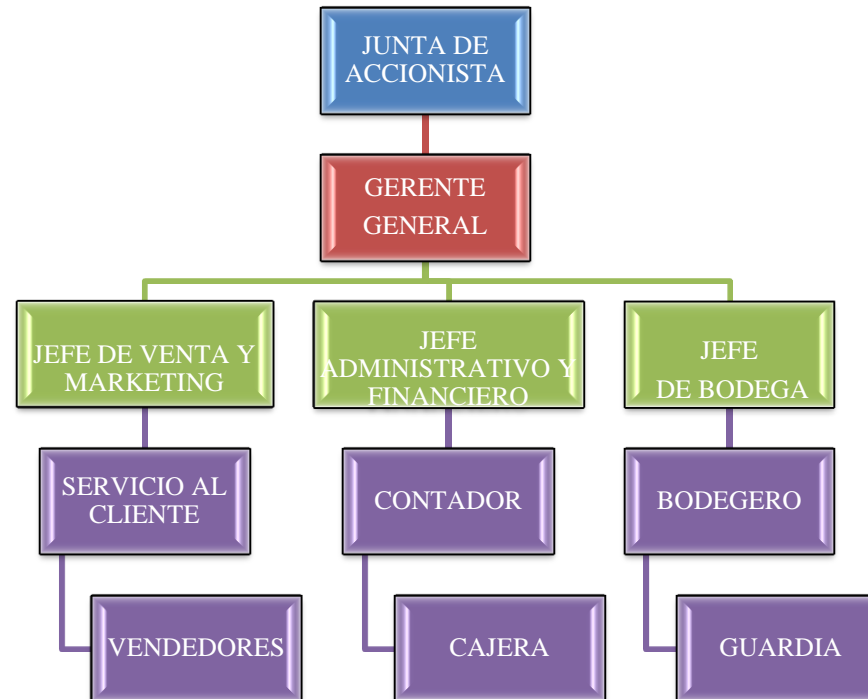 JUNTA DE
ACCIONISTA
GERENTE
GENERAL
JEFE DE VENTA Y
MARKETING
JEFE
ADMINISTRATIVO Y
FINANCIERO
JEFE
DE BODEGA
SERVICIO AL
CLIENTE
CONTADOR
BODEGERO
VENDEDORES
CAJERA
GUARDIA